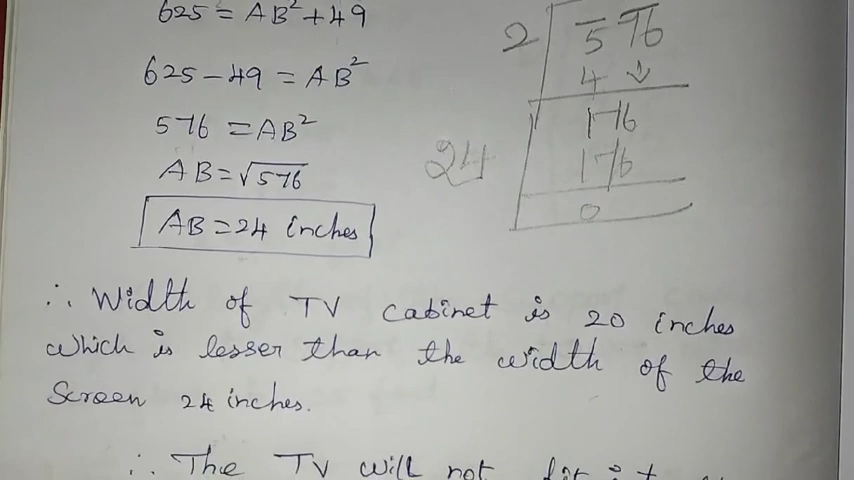 625 = AB² + 49
625 - 49 = AB²
576 = AB²
AB = √576
AB = 24 inches
2 576
4 ↓
176
24 176
0
∴ Width of TV cabinet is 20 inches
which is lesser than the width of the
Screen 24 inches.
∴ The TV will not